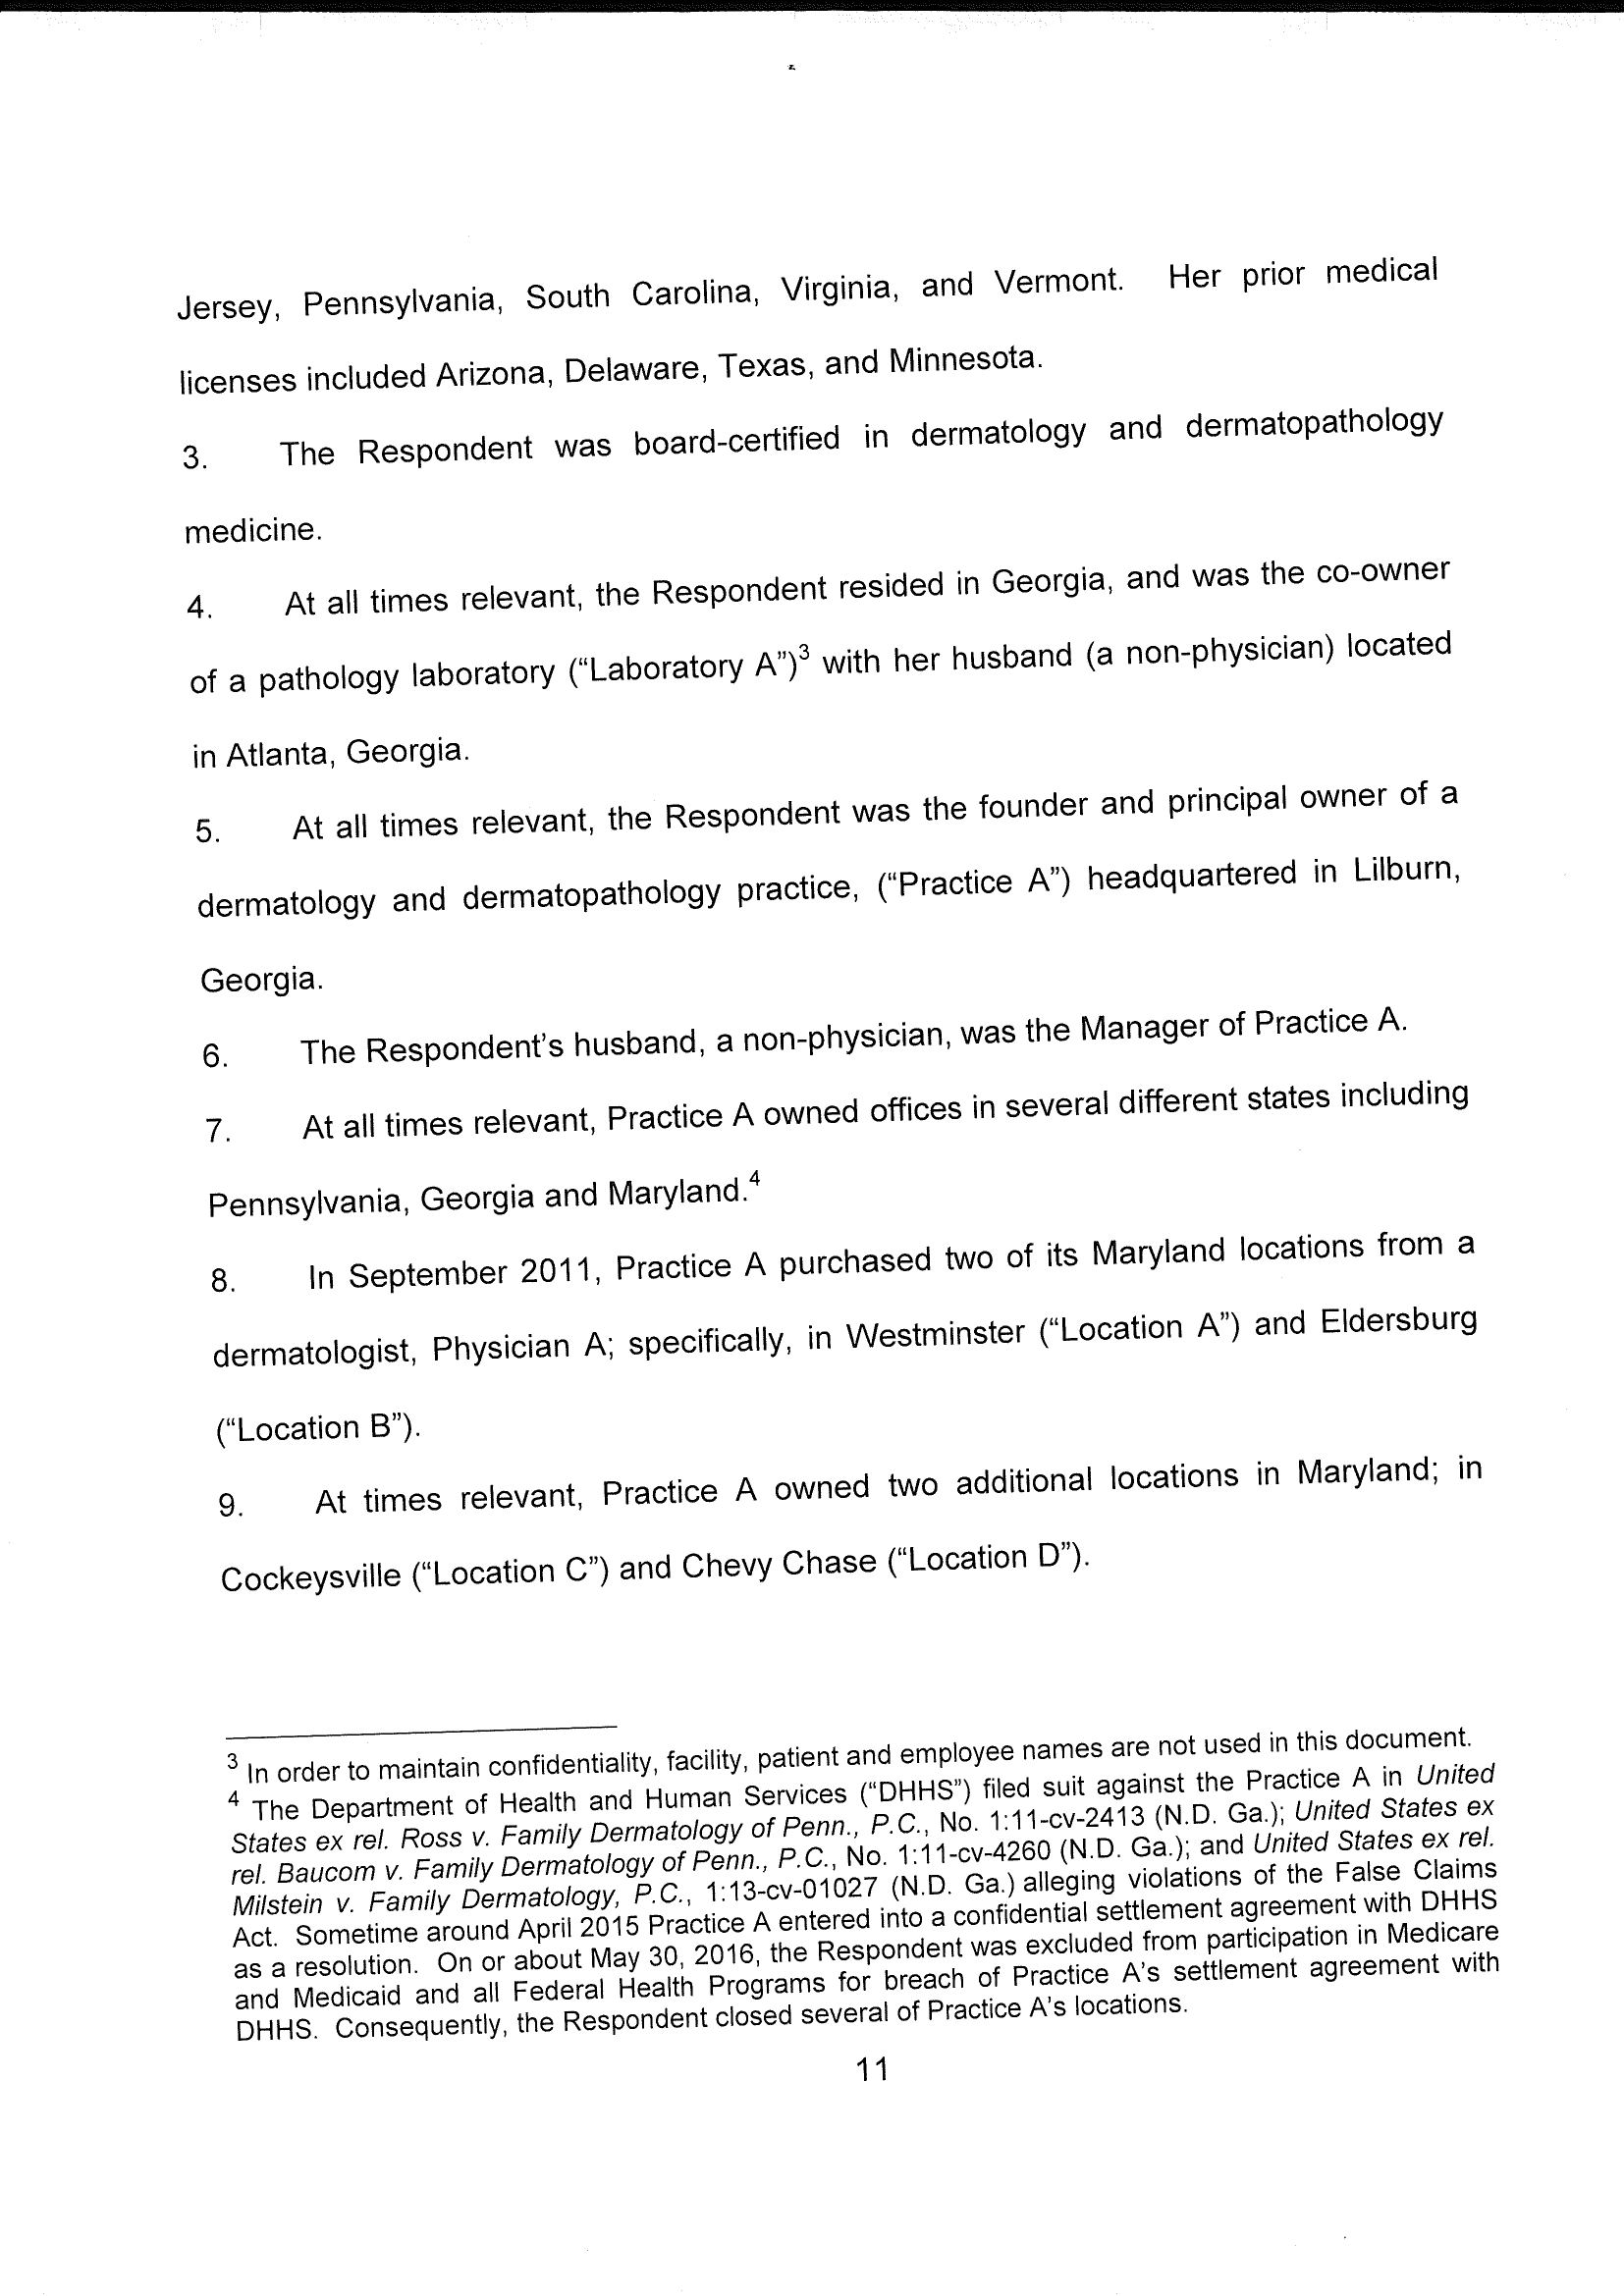 Jersey, Pennsylvania, South Carolina, Virginia, and Vermont. Her prior medical
licenses included Arizona, Delaware, Texas, and Minnesota.
3. The Respondent was board-certified in dermatology and dermatopathology
medicine.
4. At all times relevant, the Respondent resided in Georgia, and was the co-owner
of a pathology laboratory (“Laboratory A”)³ with her husband (a non-physician) located
in Atlanta, Georgia.
5. At all times relevant, the Respondent was the founder and principal owner of a
dermatology and dermatopathology practice, (“Practice A”) headquartered in Lilburn,
Georgia.
6. The Respondent’s husband, a non-physician, was the Manager of Practice A.
7. At all times relevant, Practice A owned offices in several different states including
Pennsylvania, Georgia and Maryland.⁴
8. In September 2011, Practice A purchased two of its Maryland locations from a
dermatologist, Physician A; specifically, in Westminster (“Location A”) and Eldersburg
(“Location B”).
9. At times relevant, Practice A owned two additional locations in Maryland; in
Cockeysville (“Location C”) and Chevy Chase (“Location D”).
³ In order to maintain confidentiality, facility, patient and employee names are not used in this document.
⁴ The Department of Health and Human Services (“DHHS”) filed suit against the Practice A in United
States ex rel. Ross v. Family Dermatology of Penn., P.C., No. 1:11-cv-2413 (N.D. Ga.); United States ex
rel. Baucom v. Family Dermatology of Penn., P.C., No. 1:11-cv-4260 (N.D. Ga.); and United States ex rel.
Milstein v. Family Dermatology, P.C., 1:13-cv-01027 (N.D. Ga.) alleging violations of the False Claims
Act. Sometime around April 2015 Practice A entered into a confidential settlement agreement with DHHS
as a resolution. On or about May 30, 2016, the Respondent was excluded from participation in Medicare
and Medicaid and all Federal Health Programs for breach of Practice A’s settlement agreement with
DHHS. Consequently, the Respondent closed several of Practice A’s locations.
11